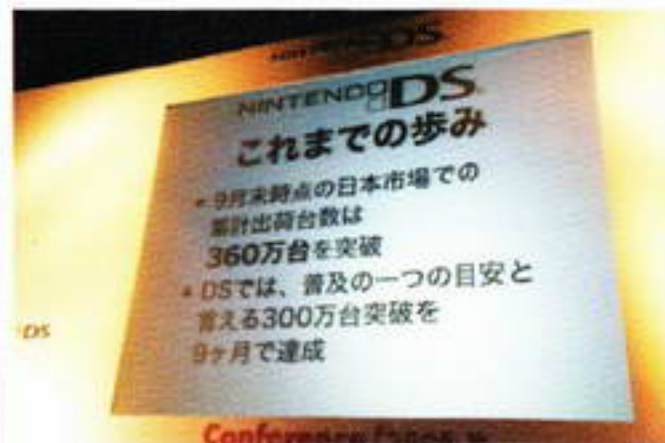 NINTENDO DS
NINTENDO DS
これまでの歩み
• 9月末時点の日本市場での
累計出荷台数は
360万台を突破
• DSでは、普及の一つの目安と
言える300万台突破を
9ヶ月で達成
DS
Conference